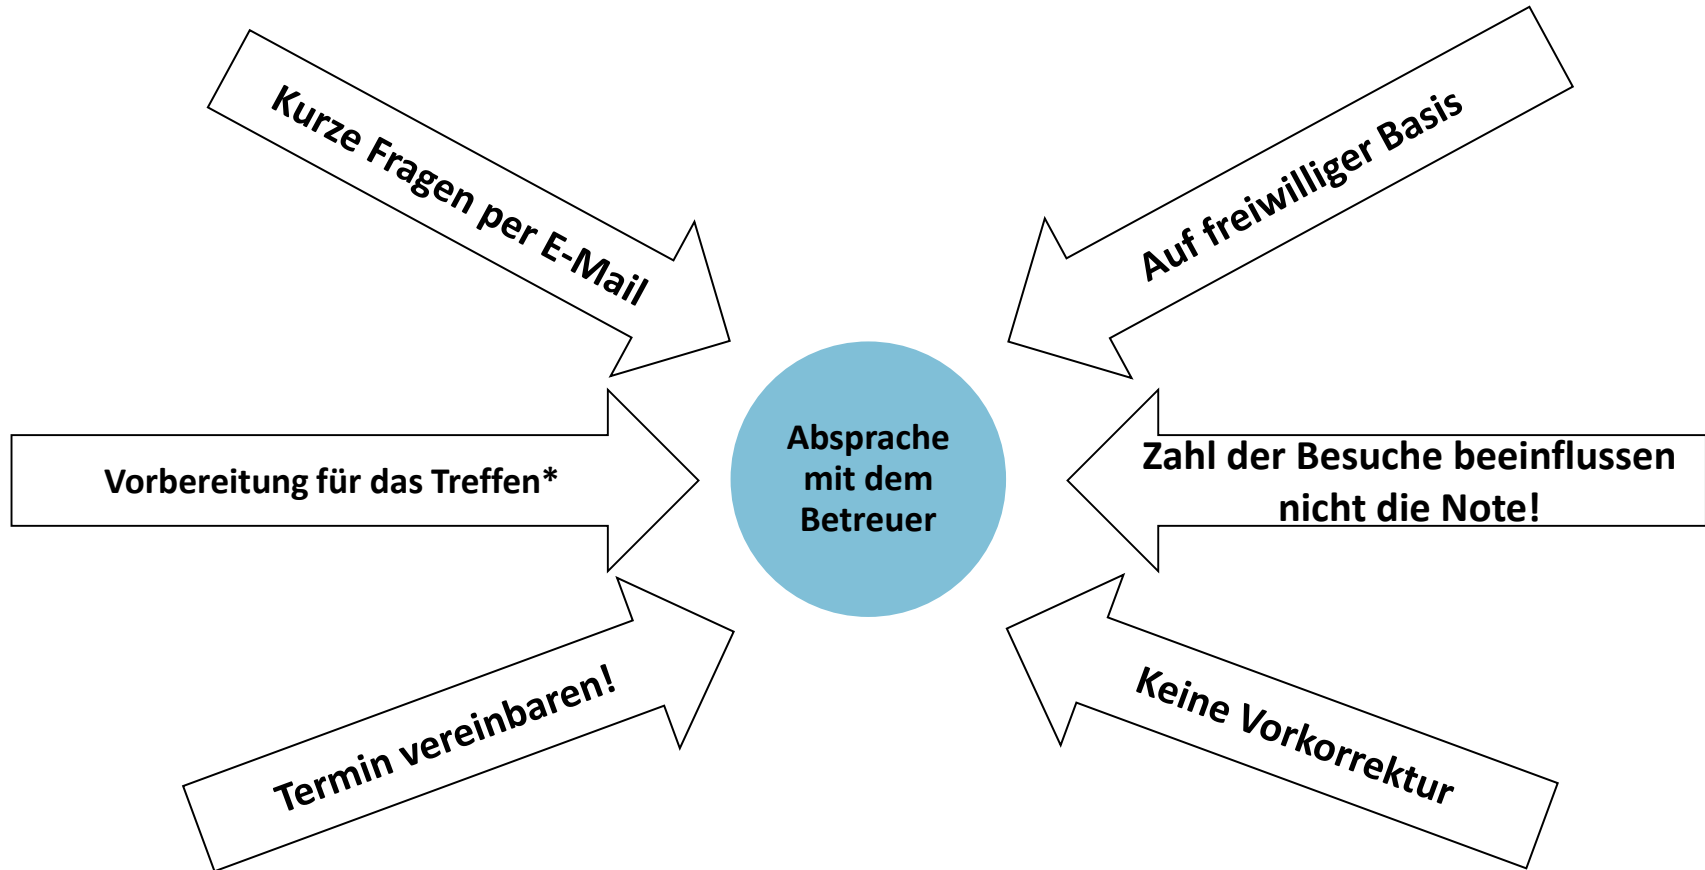 Kurze Fragen per E-Mail
Auf freiwilliger Basis
Vorbereitung für das Treffen*
Absprache
mit dem
Betreuer
Zahl der Besuche beeinflussen
nicht die Note!
Termin vereinbaren!
Keine Vorkorrektur